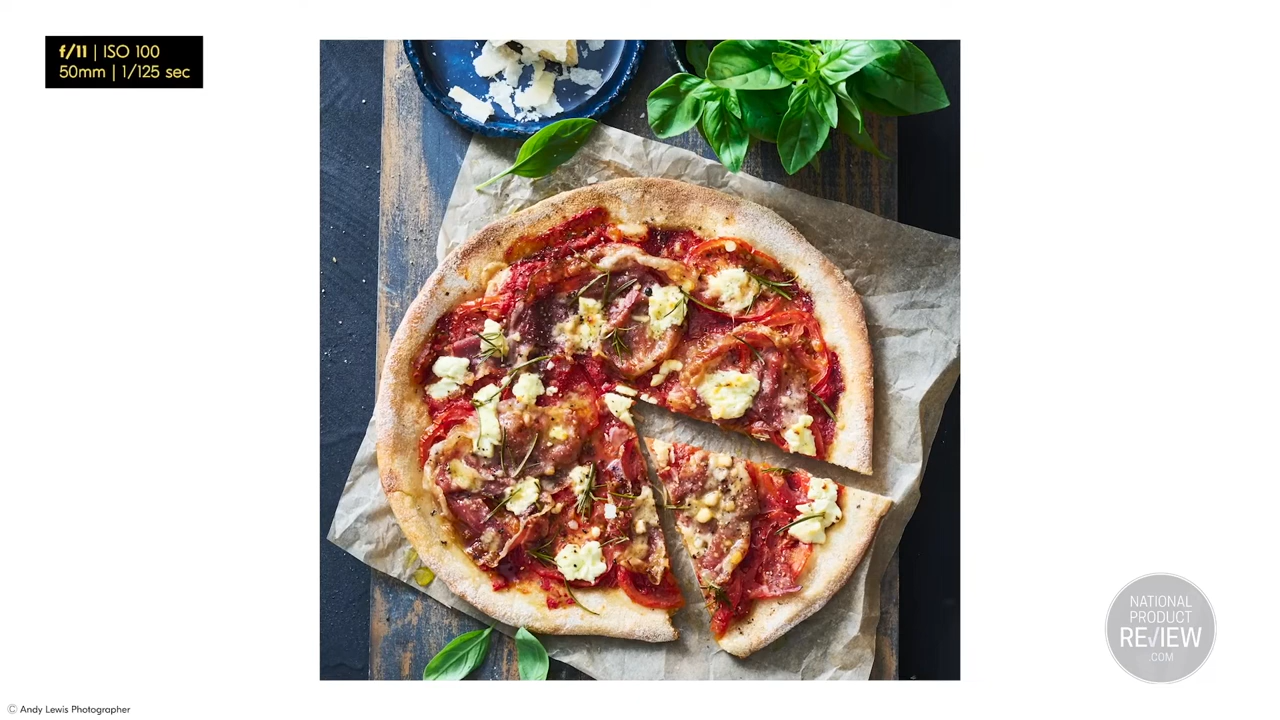 f/11 | ISO 100
50mm | 1/125 sec
NATIONAL
PRODUCT
REVIEW
.COM
© Andy Lewis Photographer